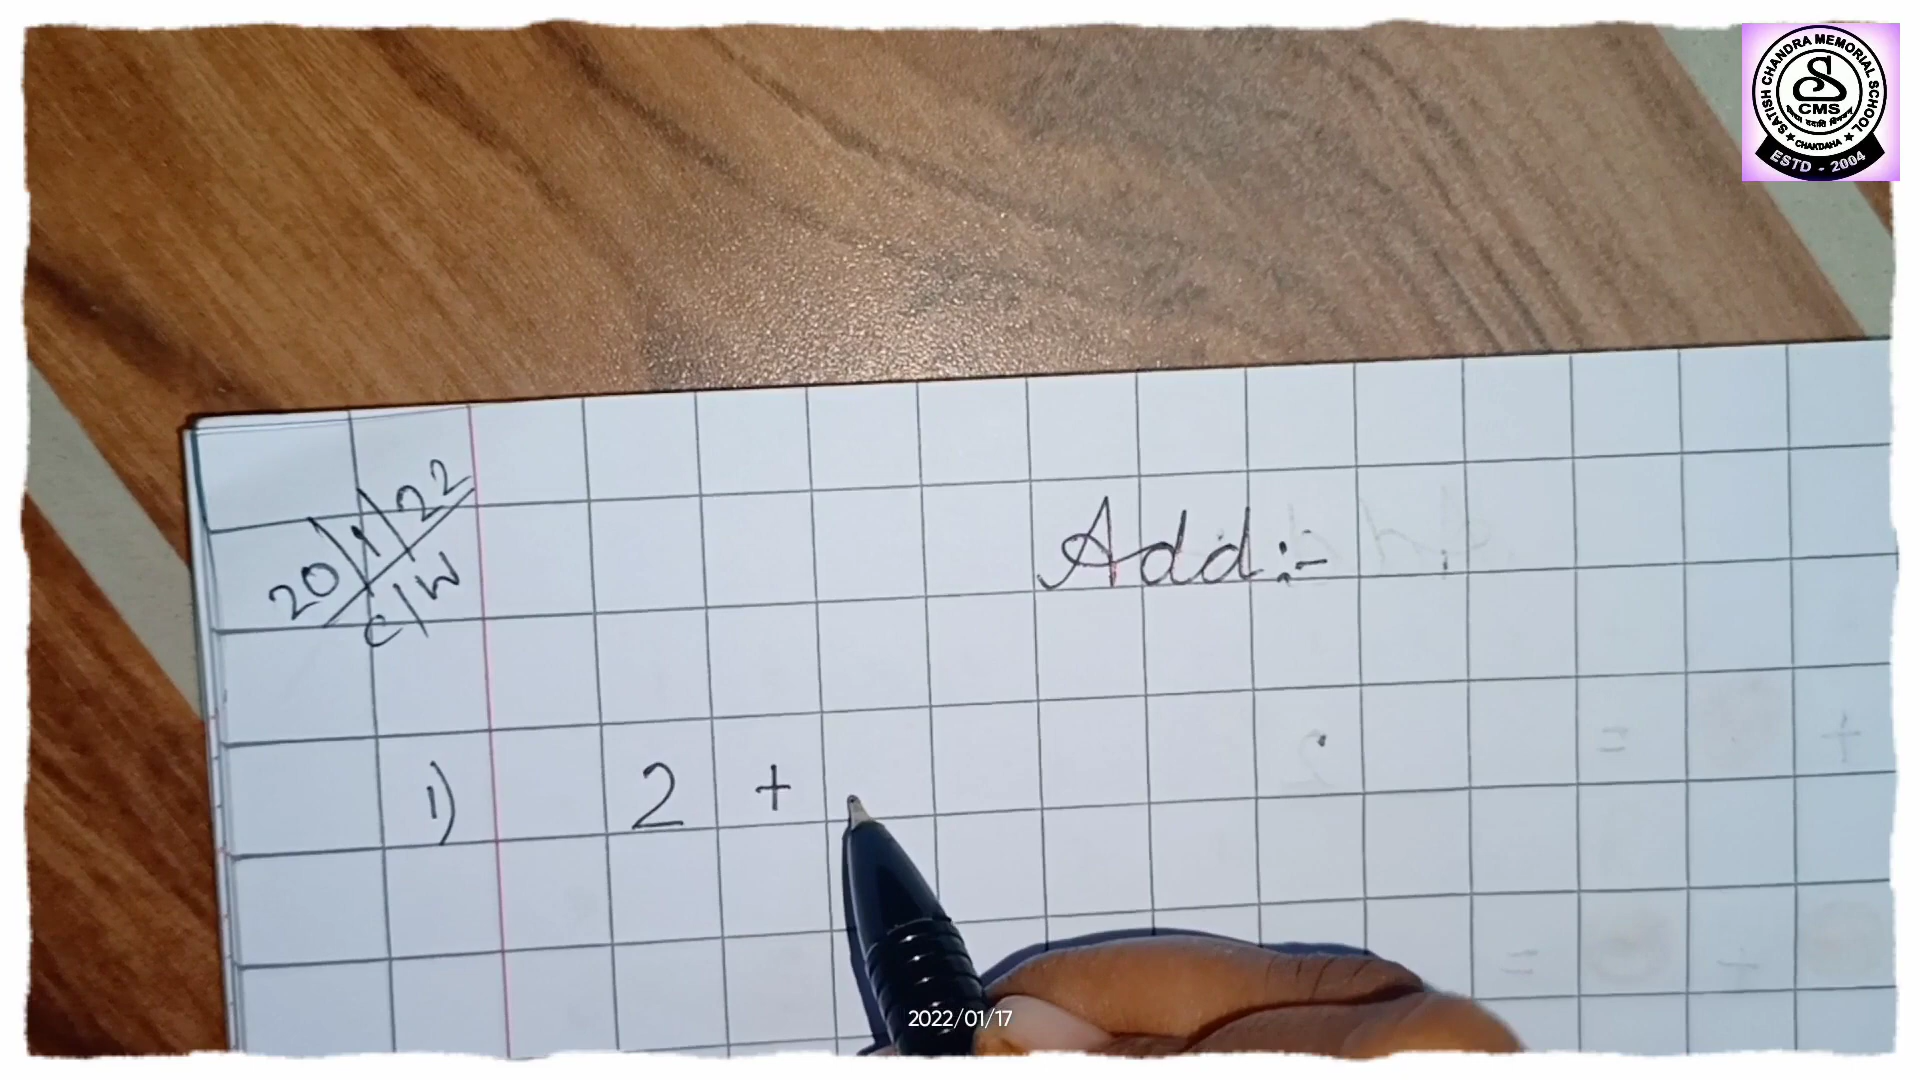 SATISH CHANDRA MEMORIAL SCHOOL
S
CMS
★ CHAKDAHA ★
ESTD - 2004
20/1/22
C/W
Add:-
1) 2 +
2022/01/17